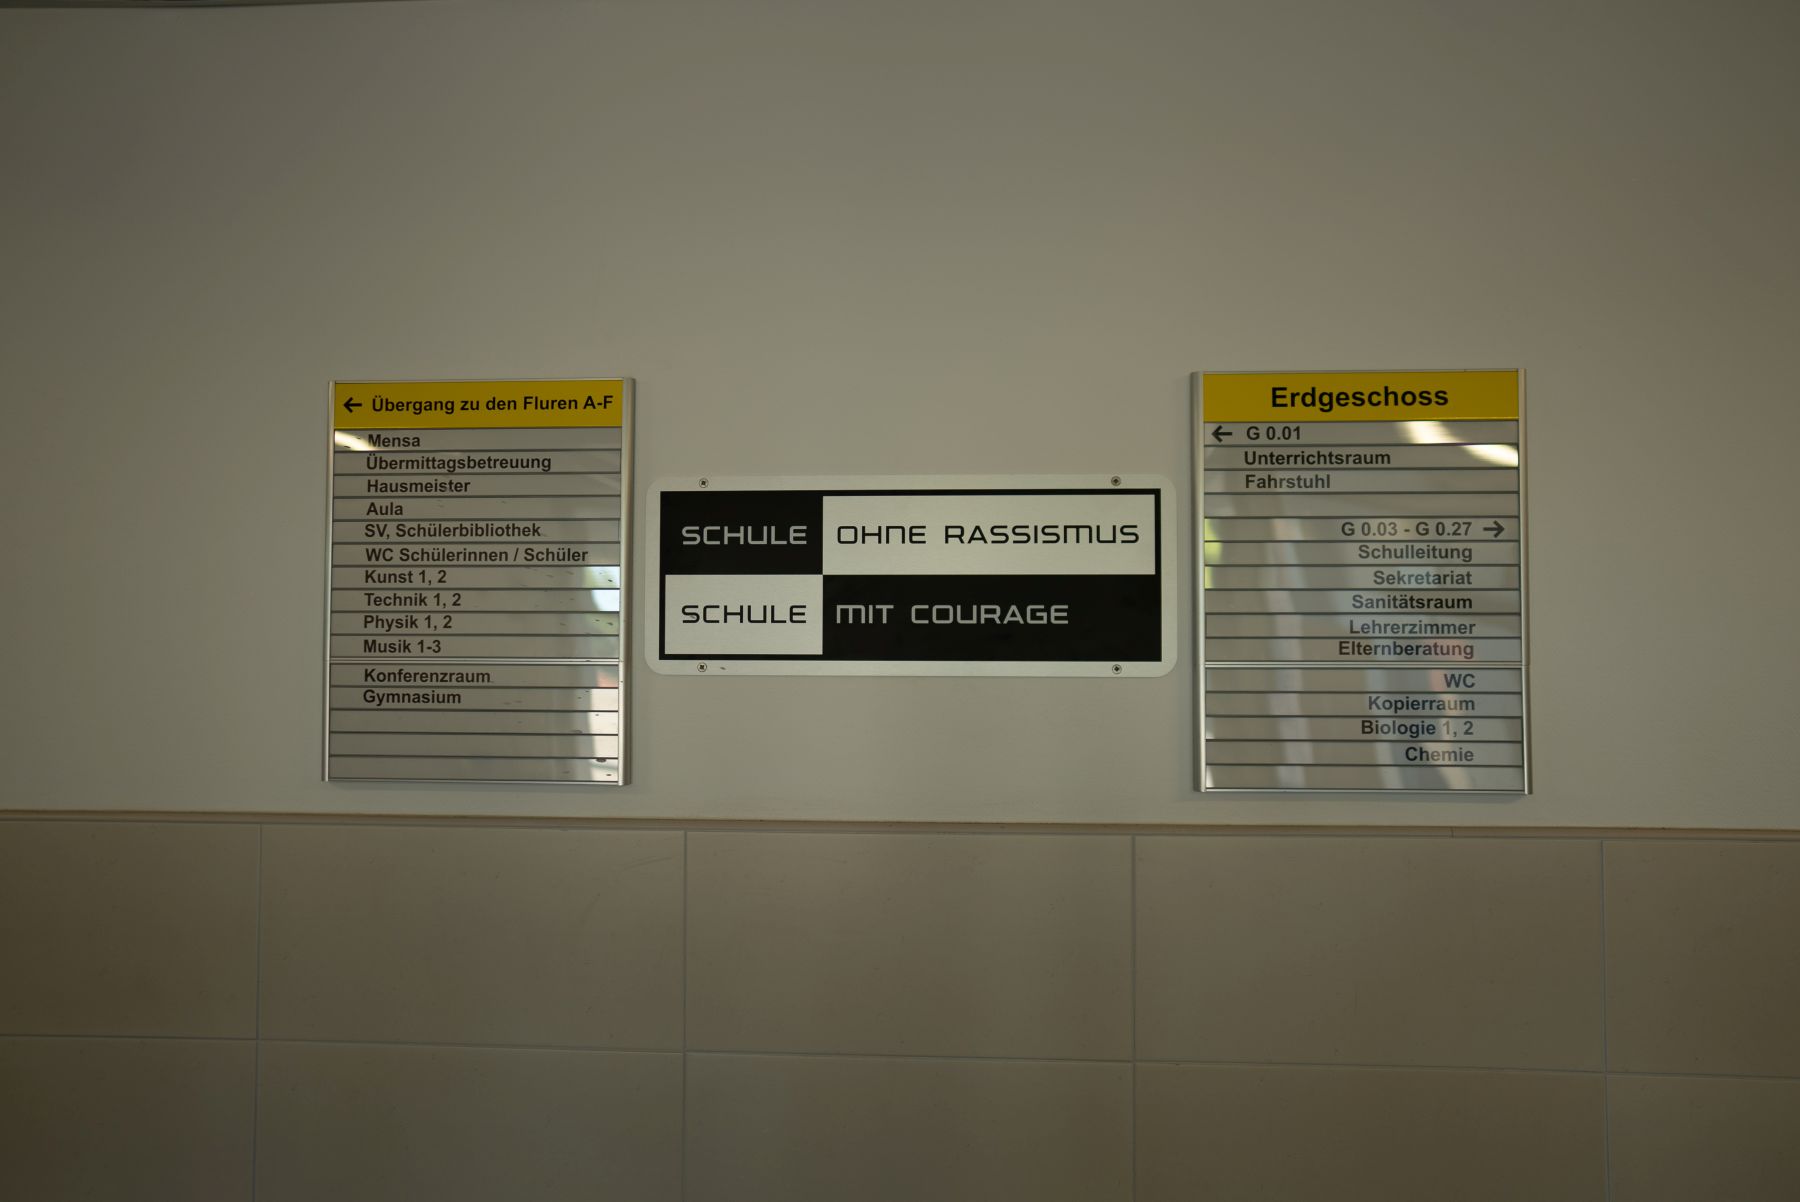 ← Übergang zu den Fluren A-F
Mensa
Übermittagsbetreuung
Hausmeister
Aula
SV, Schülerbibliothek
WC Schülerinnen / Schüler
Kunst 1, 2
Technik 1, 2
Physik 1, 2
Musik 1-3
Konferenzraum
Gymnasium
SCHULE OHNE RASSISMUS
SCHULE MIT COURAGE
Erdgeschoss
← G 0.01
Unterrichtsraum
Fahrstuhl
G 0.03 - G 0.27 →
Schulleitung
Sekretariat
Sanitätsraum
Lehrerzimmer
Elternberatung
WC
Kopierraum
Biologie 1, 2
Chemie